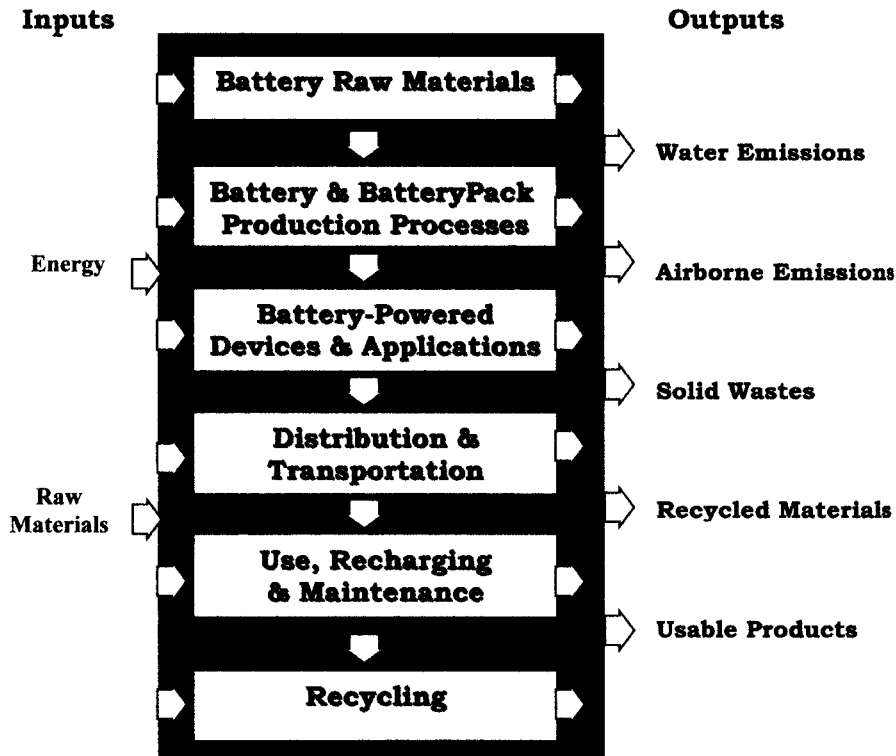 Inputs
Outputs
Battery Raw Materials
Water Emissions
Battery & BatteryPack
Production Processes
Energy
Airborne Emissions
Battery-Powered
Devices & Applications
Solid Wastes
Distribution &
Transportation
Raw
Materials
Recycled Materials
Use, Recharging
& Maintenance
Usable Products
Recycling